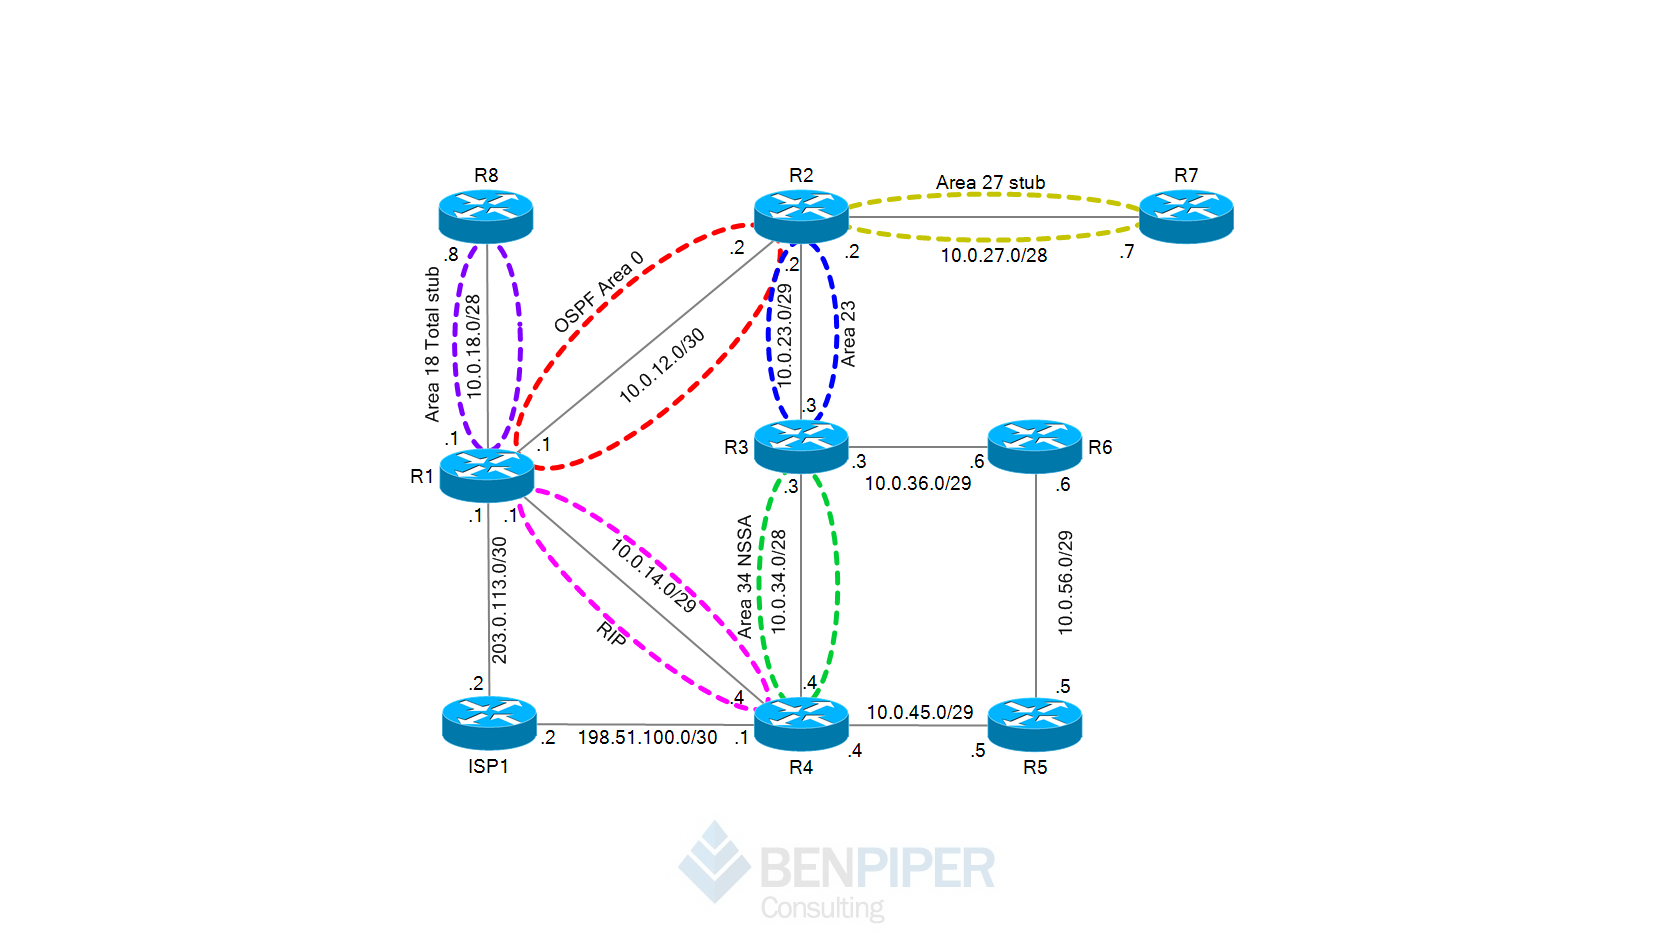 R8
R2
R7
Area 27 stub
.8
.2
.2
.2
10.0.27.0/28
.7
Area 18 Total stub
10.0.18.0/28
OSPF Area 0
10.0.12.0/30
10.0.23.0/29
Area 23
.3
.1
.1
R1
R3
.3
.6
R6
10.0.36.0/29
.3
.6
.1
.1
203.0.113.0/30
10.0.14.0/29
RIP
Area 34 NSSA
10.0.34.0/28
10.0.56.0/29
.2
.4
.4
.5
.2
198.51.100.0/30
.1
10.0.45.0/29
.4
.5
ISP1
R4
R5
BENPIPER
Consulting